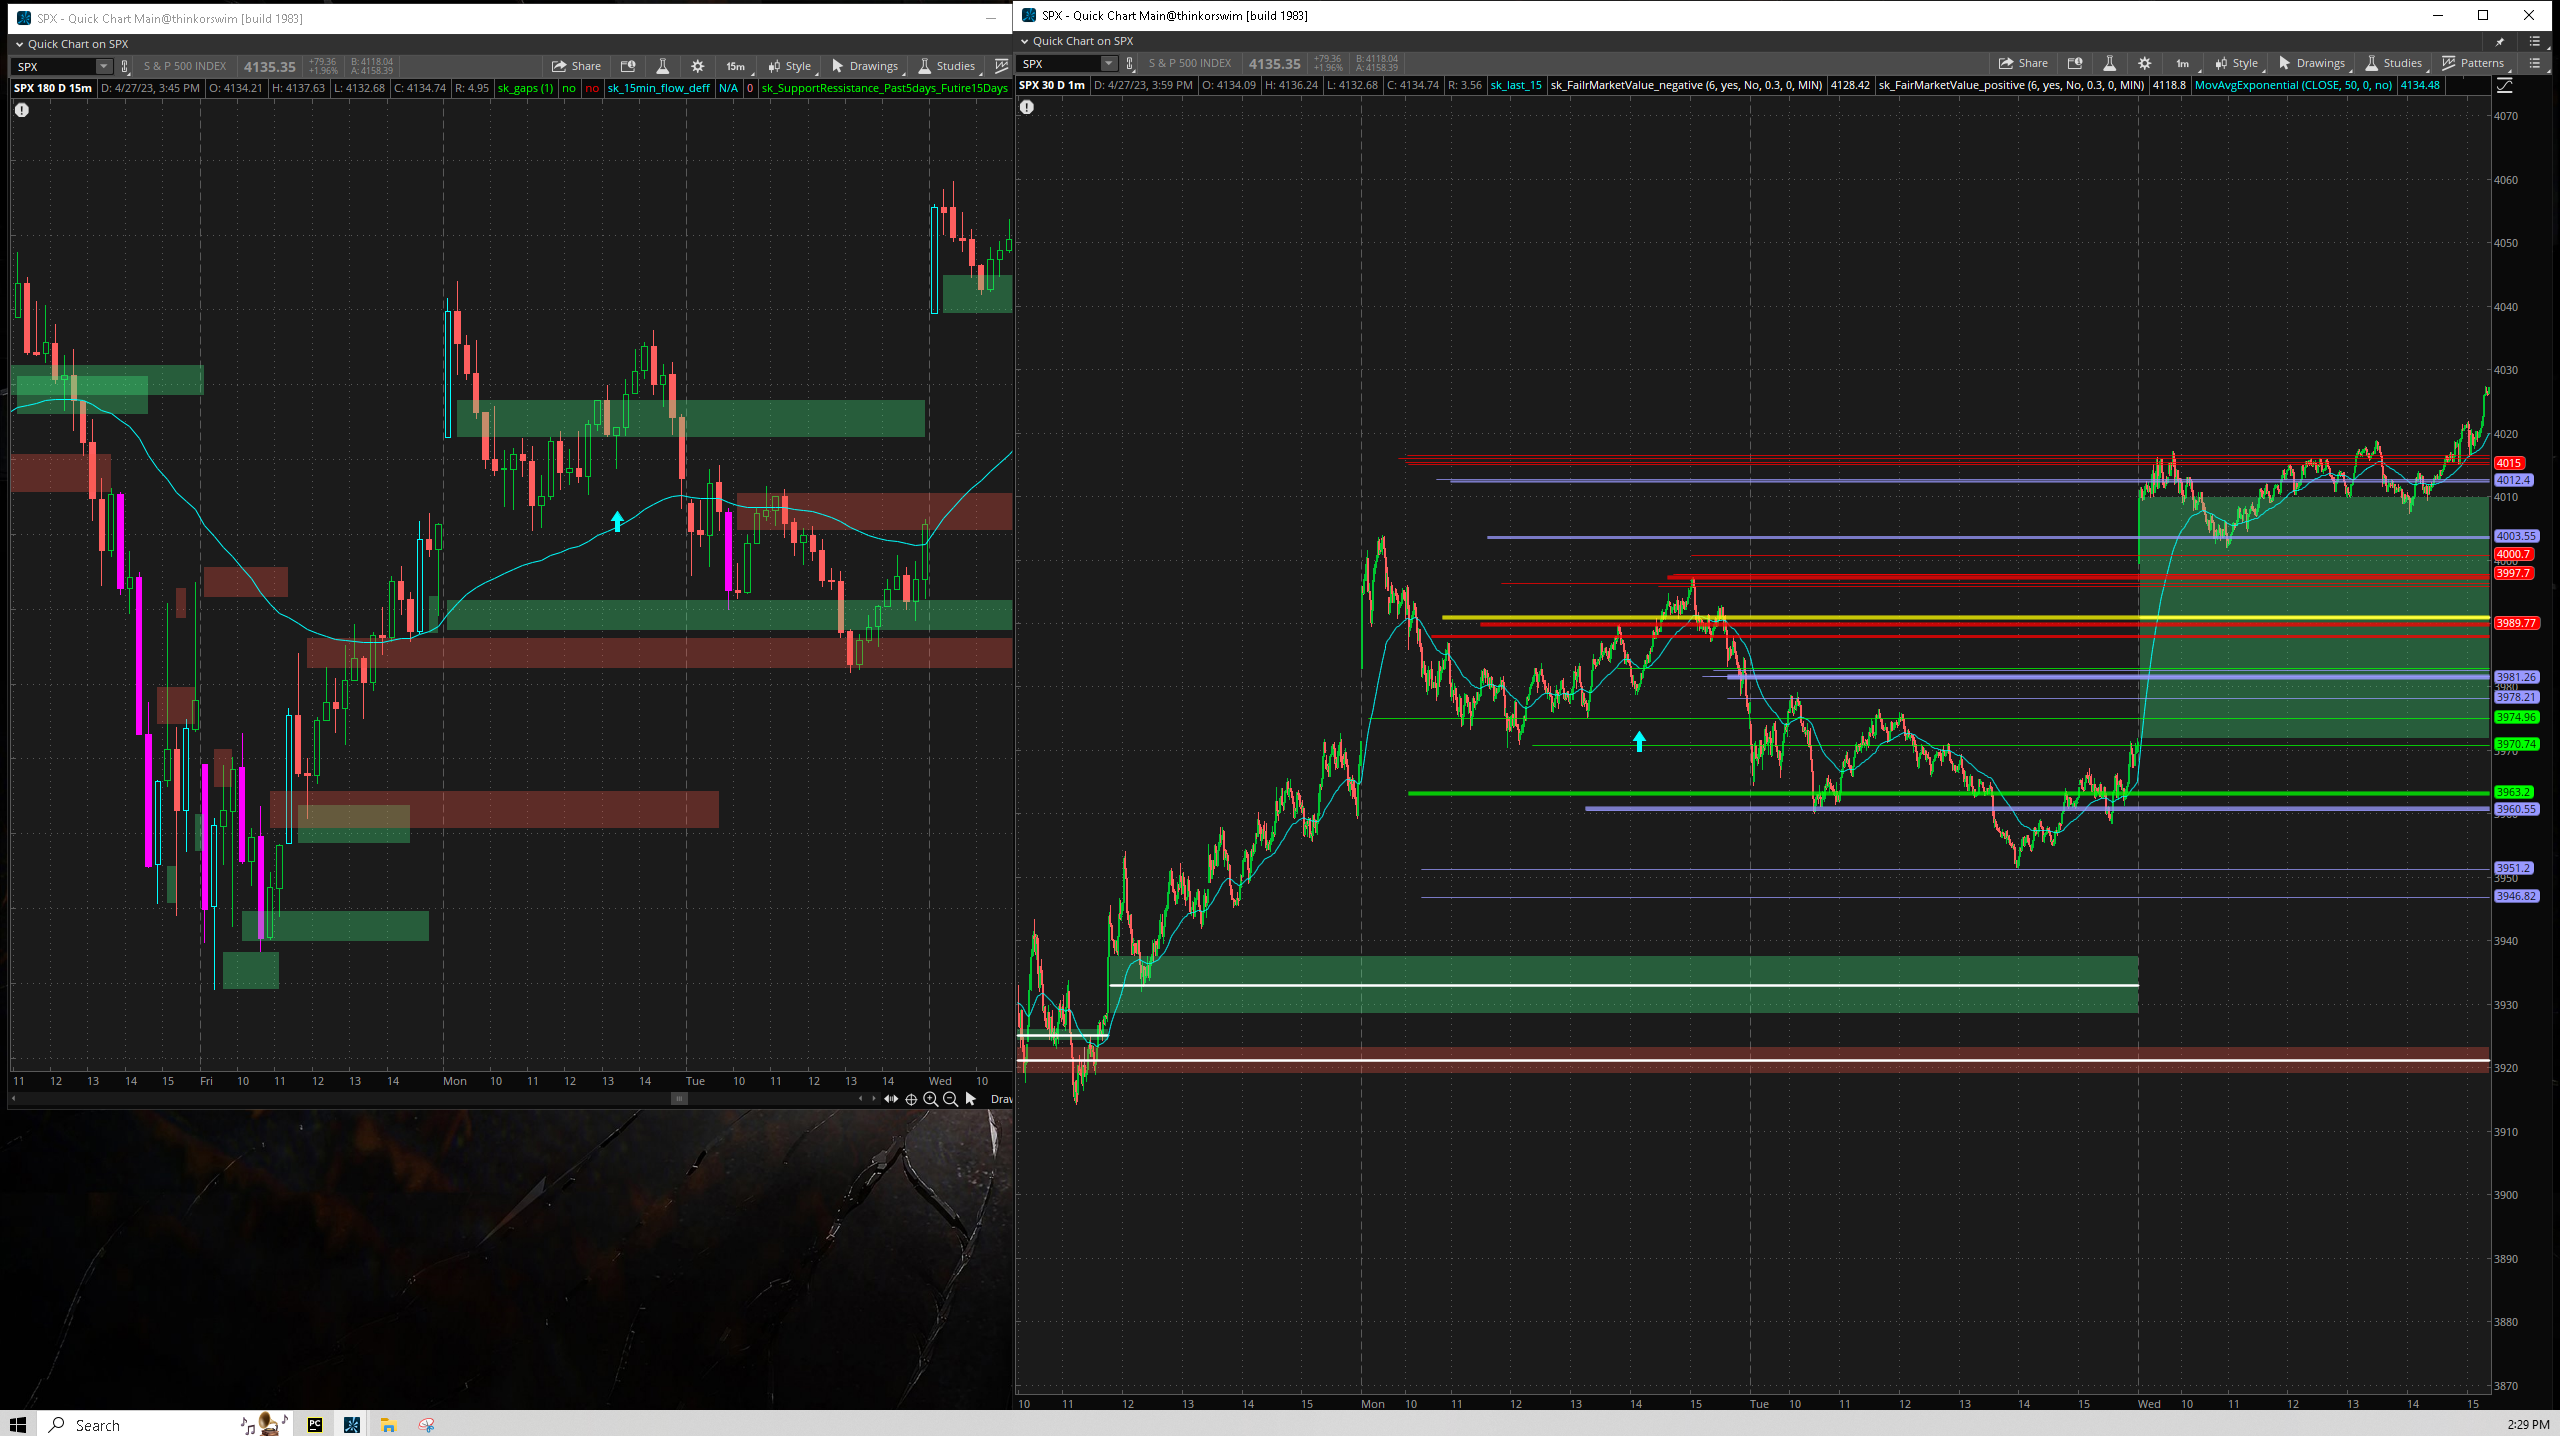 SPX - Quick Chart Main@thinkorswim [build 1983]
Quick Chart on SPX
SPX S & P 500 INDEX 4135.35 +79.36 +1.96% B: 4118.04 A: 4158.39 Share 15m Style Drawings Studies
SPX 180 D 15m D: 4/27/23, 3:45 PM O: 4134.21 H: 4137.63 L: 4132.68 C: 4134.74 R: 4.95 sk_gaps (1) no no sk_15min_flow_deff N/A 0 sk_SupportRessistance_Past5days_Futire15Days
11 12 13 14 15 Fri 10 11 12 13 14 Mon 10 11 12 13 14 Tue 10 11 12 13 14 Wed 10
Draw
SPX - Quick Chart Main@thinkorswim [build 1983]
Quick Chart on SPX
SPX S & P 500 INDEX 4135.35 +79.36 +1.96% B: 4118.04 A: 4158.39 Share 1m Style Drawings Studies Patterns
SPX 30 D 1m D: 4/27/23, 3:59 PM O: 4134.09 H: 4136.24 L: 4132.68 C: 4134.74 R: 3.56 sk_last_15 sk_FailrMarketValue_negative (6, yes, No, 0.3, 0, MIN) 4128.42 sk_FairMarketValue_positive (6, yes, No, 0.3, 0, MIN) 4118.8 MovAvgExponential (CLOSE, 50, 0, no) 4134.48
4070
4060
4050
4040
4030
4020
4015
4012.4
4010
4003.55
4000.7
3997.7
3989.77
3981.26
3980
3978.21
3974.96
3970.74
3970
3963.2
3960.55
3960
3951.2
3950
3946.82
3940
3930
3920
3910
3900
3890
3880
3870
10 11 12 13 14 15 Mon 10 11 12 13 14 15 Tue 10 11 12 13 14 15 Wed 10 11 12 13 14 15
Search PC 2:29 PM